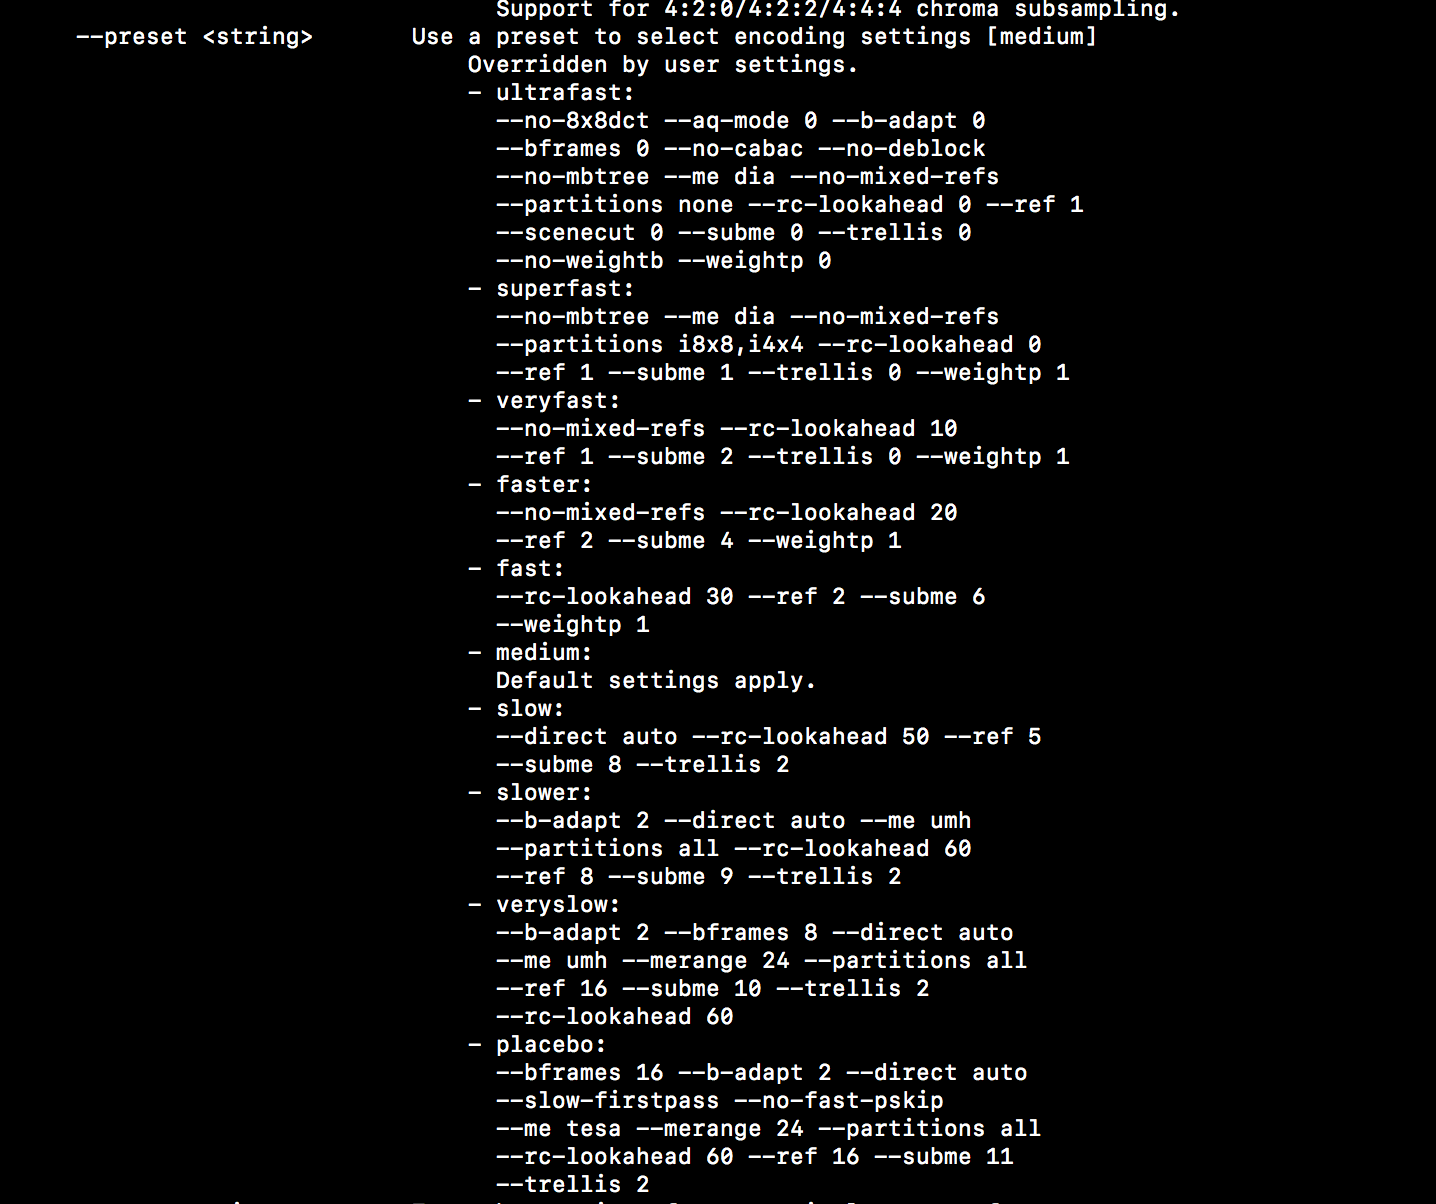 Support for 4:2:0/4:2:2/4:4:4 chroma subsampling.
--preset <string> Use a preset to select encoding settings [medium]
Overridden by user settings.
- ultrafast:
--no-8x8dct --aq-mode 0 --b-adapt 0
--bframes 0 --no-cabac --no-deblock
--no-mbtree --me dia --no-mixed-refs
--partitions none --rc-lookahead 0 --ref 1
--scenecut 0 --subme 0 --trellis 0
--no-weightb --weightp 0
- superfast:
--no-mbtree --me dia --no-mixed-refs
--partitions i8x8,i4x4 --rc-lookahead 0
--ref 1 --subme 1 --trellis 0 --weightp 1
- veryfast:
--no-mixed-refs --rc-lookahead 10
--ref 1 --subme 2 --trellis 0 --weightp 1
- faster:
--no-mixed-refs --rc-lookahead 20
--ref 2 --subme 4 --weightp 1
- fast:
--rc-lookahead 30 --ref 2 --subme 6
--weightp 1
- medium:
Default settings apply.
- slow:
--direct auto --rc-lookahead 50 --ref 5
--subme 8 --trellis 2
- slower:
--b-adapt 2 --direct auto --me umh
--partitions all --rc-lookahead 60
--ref 8 --subme 9 --trellis 2
- veryslow:
--b-adapt 2 --bframes 8 --direct auto
--me umh --merange 24 --partitions all
--ref 16 --subme 10 --trellis 2
--rc-lookahead 60
- placebo:
--bframes 16 --b-adapt 2 --direct auto
--slow-firstpass --no-fast-pskip
--me tesa --merange 24 --partitions all
--rc-lookahead 60 --ref 16 --subme 11
--trellis 2